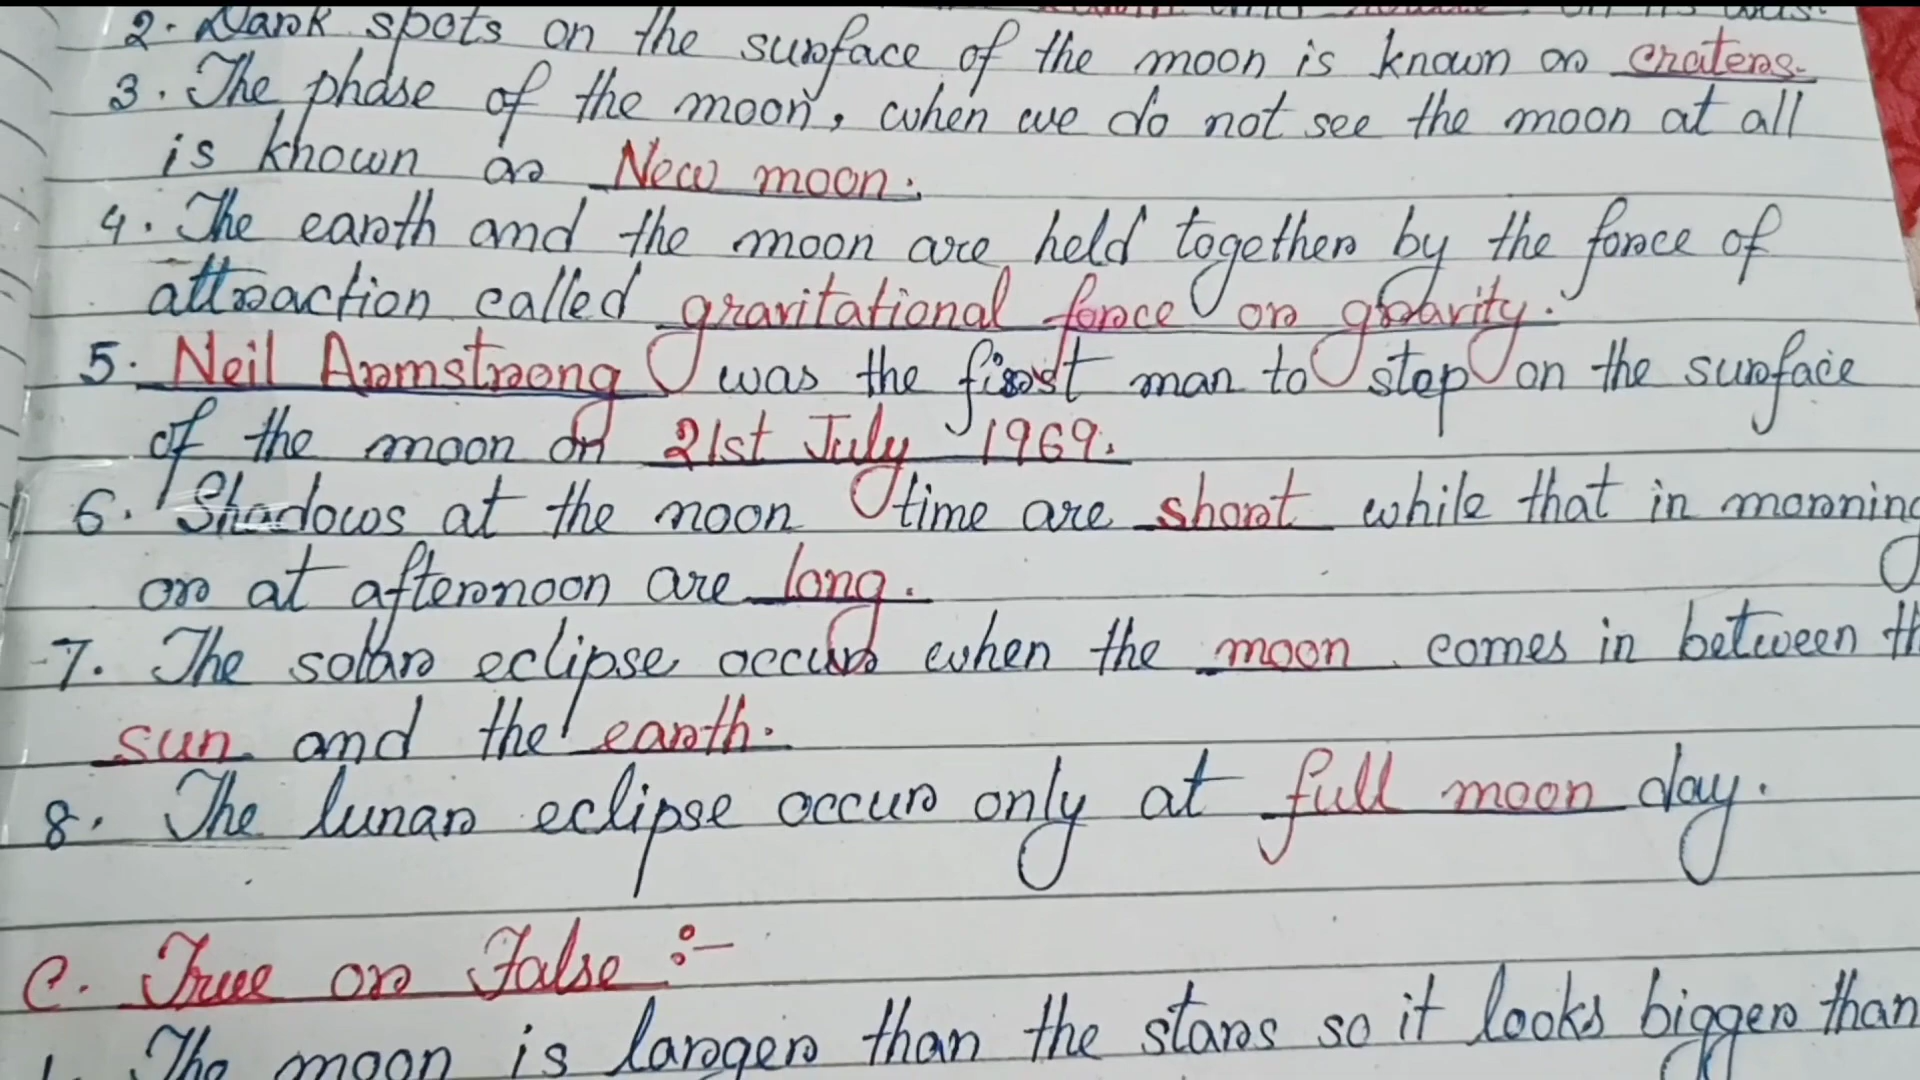 2. Dark spots on the surface of the moon is known as craters.
3. The phase of the moon, when we do not see the moon at all
is known as New moon.
4. The earth and the moon are held together by the force of
attraction called gravitational force or gravity.
5. Neil Armstrong was the first man to step on the surface
of the moon on 21st July 1969.
6. Shadows at the noon time are short while that in morning
or at afternoon are long.
7. The solar eclipse occurs when the moon comes in between th
sun and the earth.
8. The lunar eclipse occur only at full moon day.
C. True or False :-
1. The moon is larger than the stars so it looks bigger than